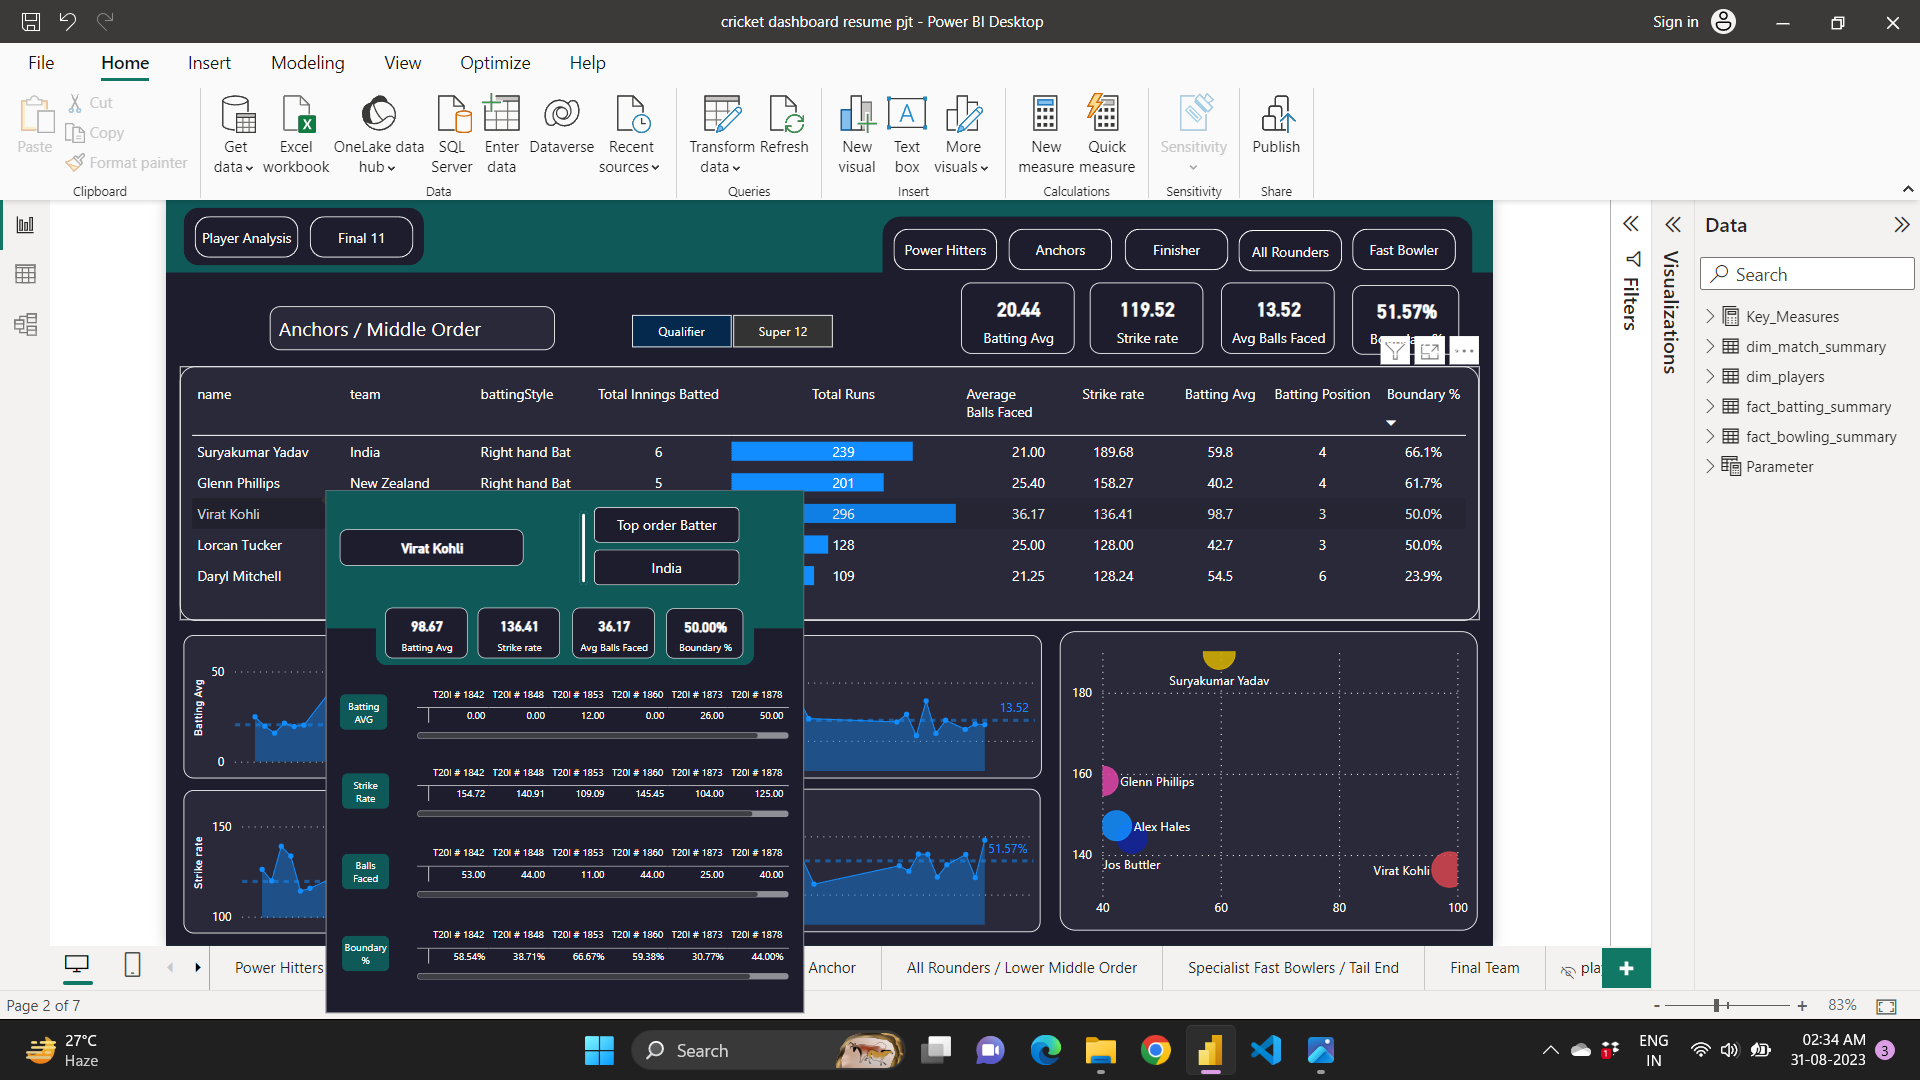 cricket dashboard resume pjt - Power BI Desktop
Sign in
File Home Insert Modeling View Optimize Help
Paste
Cut
Copy
Format painter
Clipboard
Get data
Excel workbook
OneLake data hub
SQL Server
Enter data
Dataverse
Recent sources
Data
Transform data
Refresh
Queries
New visual
Text box
More visuals
Insert
New measure
Quick measure
Calculations
Sensitivity
Sensitivity
Publish
Share
Player Analysis
Final 11
Power Hitters
Anchors
Finisher
All Rounders
Fast Bowler
Anchors / Middle Order
Qualifier
Super 12
20.44
Batting Avg
119.52
Strike rate
13.52
Avg Balls Faced
51.57%
name team battingStyle Total Innings Batted Total Runs Average Balls Faced Strike rate Batting Avg Batting Position Boundary %
Suryakumar Yadav India Right hand Bat 6 239 21.00 189.68 59.8 4 66.1%
Glenn Phillips New Zealand Right hand Bat 5 201 25.40 158.27 40.2 4 61.7%
Virat Kohli 296 36.17 136.41 98.7 3 50.0%
Lorcan Tucker 128 25.00 128.00 42.7 3 50.0%
Daryl Mitchell 109 21.25 128.24 54.5 6 23.9%
Virat Kohli
Top order Batter
India
98.67
Batting Avg
136.41
Strike rate
36.17
Avg Balls Faced
50.00%
Boundary %
Batting AVG
T20I # 1842 T20I # 1848 T20I # 1853 T20I # 1860 T20I # 1873 T20I # 1878
0.00 0.00 12.00 0.00 26.00 50.00
Strike Rate
T20I # 1842 T20I # 1848 T20I # 1853 T20I # 1860 T20I # 1873 T20I # 1878
154.72 140.91 109.09 145.45 104.00 125.00
Balls Faced
T20I # 1842 T20I # 1848 T20I # 1853 T20I # 1860 T20I # 1873 T20I # 1878
53.00 44.00 11.00 44.00 25.00 40.00
Boundary %
T20I # 1842 T20I # 1848 T20I # 1853 T20I # 1860 T20I # 1873 T20I # 1878
58.54% 38.71% 66.67% 59.38% 30.77% 44.00%
Batting Avg
50
0
Strike rate
150
100
13.52
51.57%
180
160
140
40 60 80 100
Suryakumar Yadav
Glenn Phillips
Alex Hales
Jos Buttler
Virat Kohli
Filters
Visualizations
Data
Search
Key_Measures
dim_match_summary
dim_players
fact_batting_summary
fact_bowling_summary
Parameter
Power Hitters
Anchor
All Rounders / Lower Middle Order
Specialist Fast Bowlers / Tail End
Final Team
pla
Page 2 of 7
83%
27°C
Haze
Search
ENG
IN
02:34 AM
31-08-2023
3